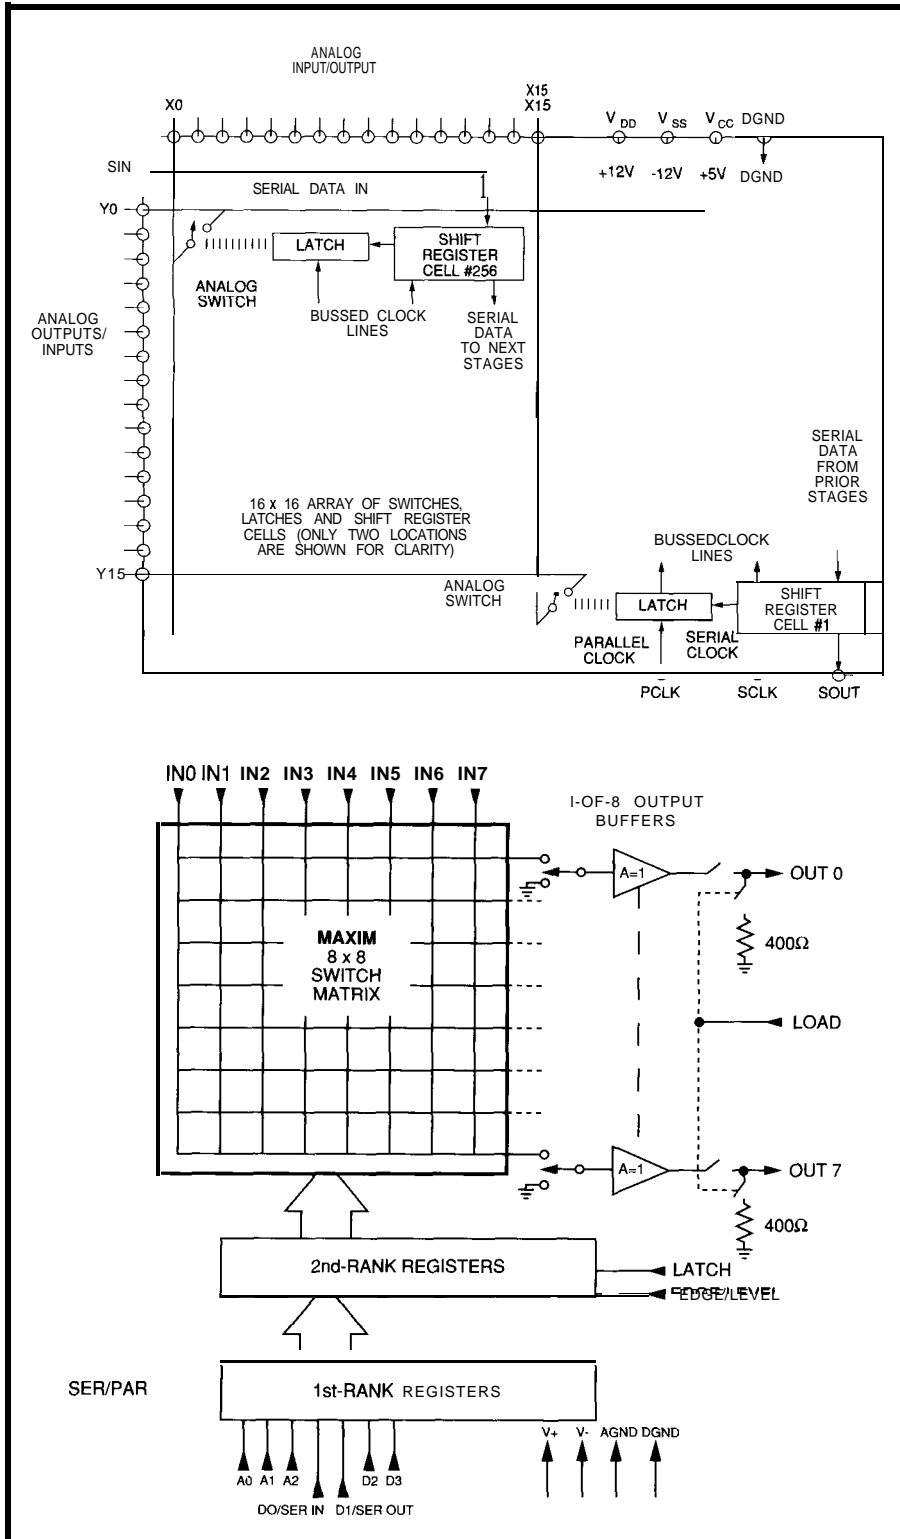 ANALOG
INPUT/OUTPUT
X15
X0
X15
V DD
V SS
V CC
DGND
SIN
+12V
-12V
+5V
DGND
SERIAL DATA IN
Y0
LATCH
SHIFT
REGISTER
CELL #256
ANALOG
SWITCH
BUSSED CLOCK
LINES
SERIAL
DATA
TO NEXT
STAGES
ANALOG
OUTPUTS/
INPUTS
SERIAL
DATA
FROM
PRIOR
STAGES
16 x 16 ARRAY OF SWITCHES,
LATCHES AND SHIFT REGISTER
CELLS (ONLY TWO LOCATIONS
ARE SHOWN FOR CLARITY)
BUSSEDCLOCK
LINES
Y15
ANALOG
SWITCH
LATCH
SHIFT
REGISTER
CELL #1
PARALLEL
CLOCK
SERIAL
CLOCK
PCLK
SCLK
SOUT
IN0 IN1 IN2 IN3 IN4 IN5 IN6 IN7
I-OF-8 OUTPUT
BUFFERS
A=1
OUT 0
400Ω
MAXIM
8 x 8
SWITCH
MATRIX
LOAD
A=1
OUT 7
400Ω
2nd-RANK REGISTERS
LATCH
EDGE/LEVEL
SER/PAR
1st-RANK REGISTERS
V+ V- AGND DGND
A0 A1 A2 D2 D3
DO/SER IN D1/SER OUT